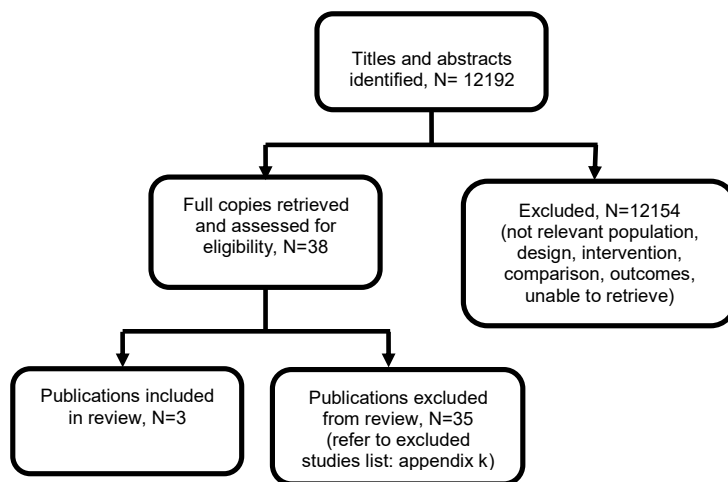 Titles and abstracts
identified, N= 12192
Full copies retrieved
and assessed for
eligibility, N=38
Excluded, N=12154
(not relevant population,
design, intervention,
comparison, outcomes,
unable to retrieve)
Publications included
in review, N=3
Publications excluded
from review, N=35
(refer to excluded
studies list: appendix k)